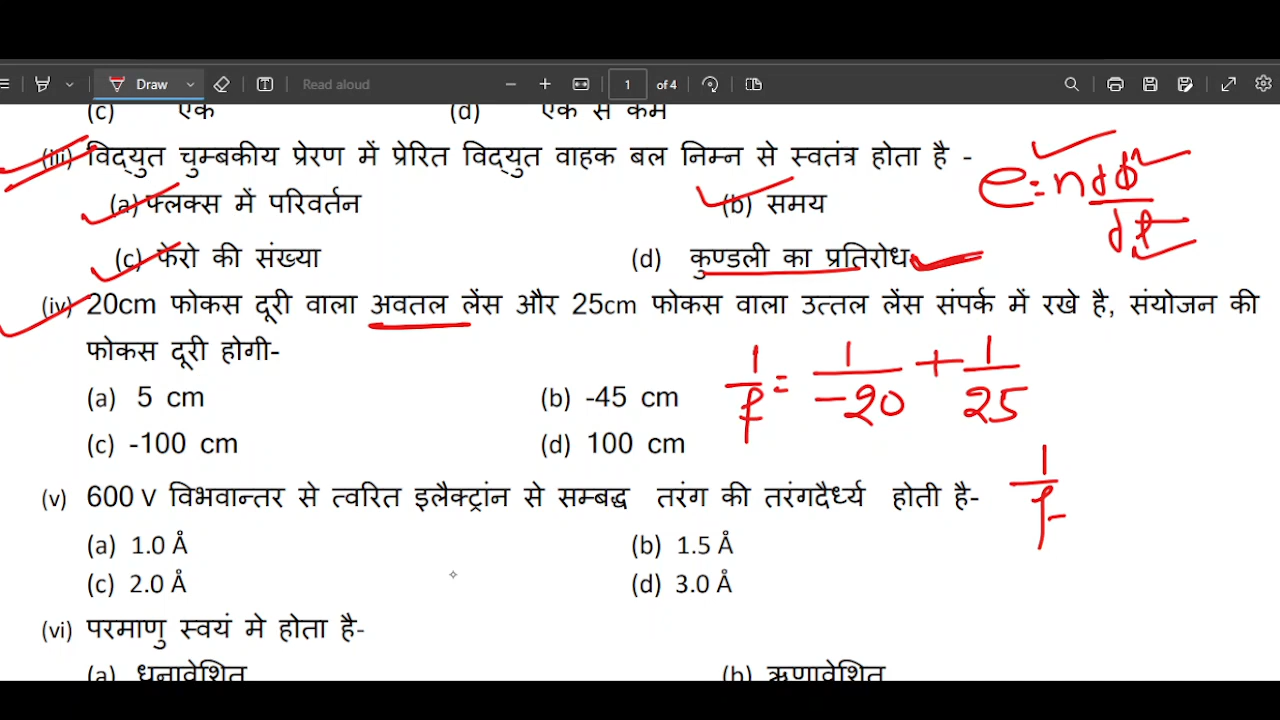 Draw Read aloud 1 of 4
(c) एक (d) एक से कम
(iii) विद्युत चुम्बकीय प्रेरण में प्रेरित विद्युत वाहक बल निम्न से स्वतंत्र होता है -
(a) फ्लक्स में परिवर्तन (b) समय
(c) फेरो की संख्या (d) कुण्डली का प्रतिरोध
e = n dΦ/dt
(iv) 20cm फोकस दूरी वाला अवतल लेंस और 25cm फोकस वाला उत्तल लेंस संपर्क में रखे है, संयोजन की
फोकस दूरी होगी-
(a) 5 cm (b) -45 cm
(c) -100 cm (d) 100 cm
1/f = 1/-20 + 1/25
1/f
(v) 600 V विभवान्तर से त्वरित इलैक्ट्रांन से सम्बद्ध तरंग की तरंगदैर्ध्य होती है-
(a) 1.0 Å (b) 1.5 Å
(c) 2.0 Å (d) 3.0 Å
(vi) परमाणु स्वयं मे होता है-
(a) धनावेशित (b) ऋणावेशित